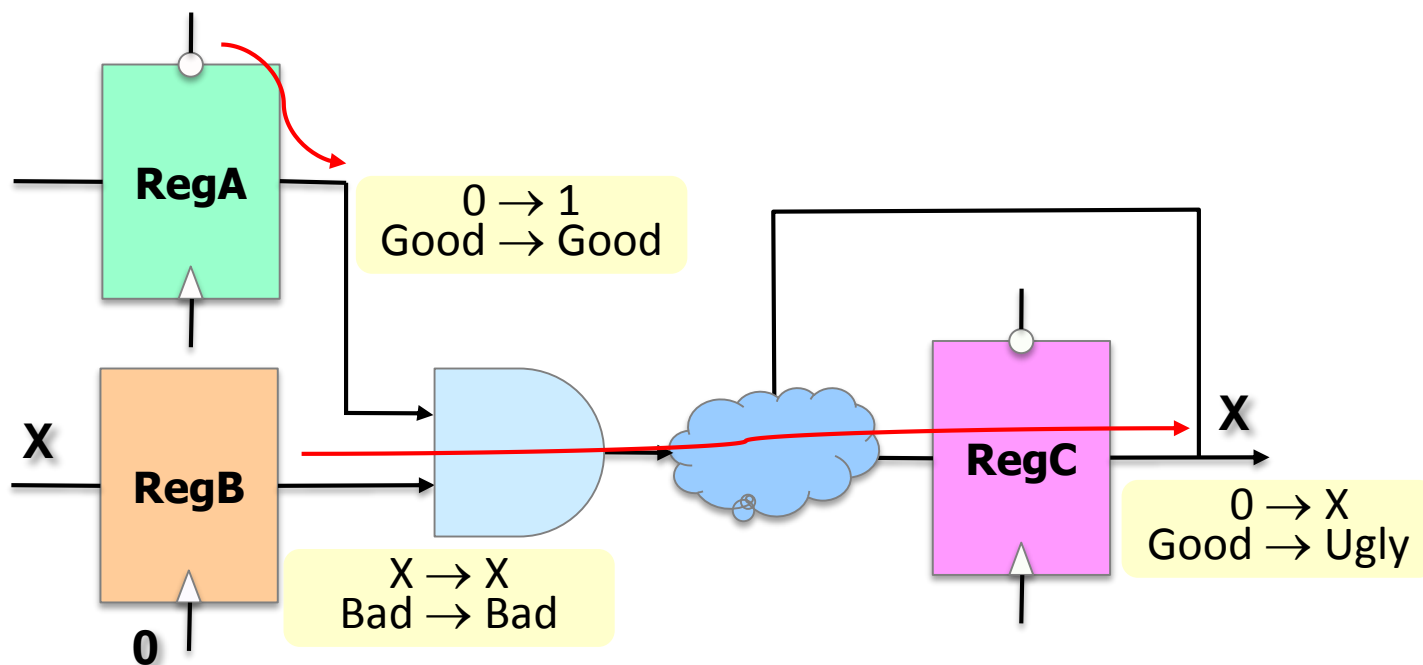 RegA
0 → 1
Good → Good
X
RegB
X → X
Bad → Bad
0
RegC
X
0 → X
Good → Ugly